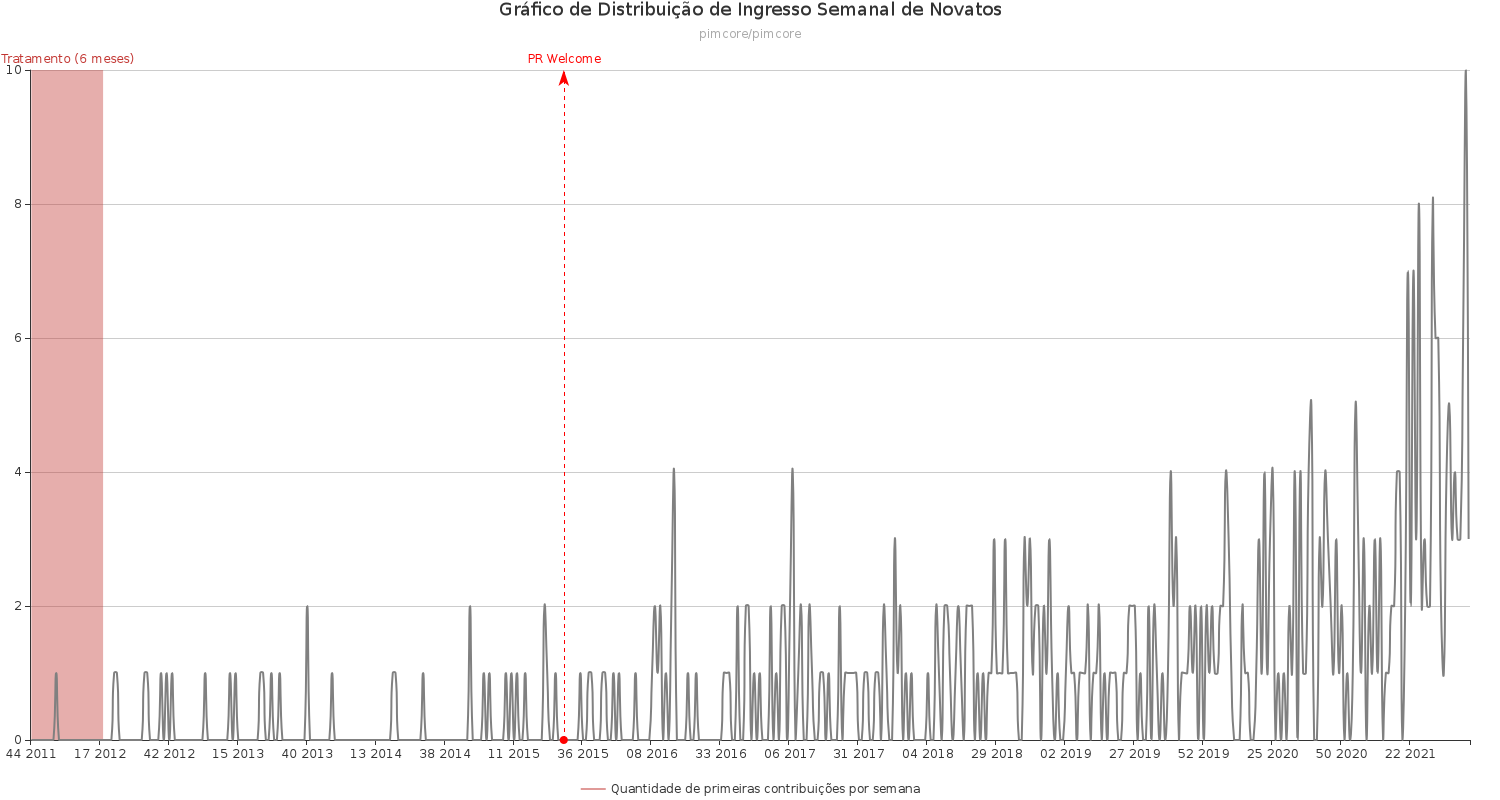 Gráfico de Distribuição de Ingresso Semanal de Novatos
pimcore/pimcore
Tratamento (6 meses)
PR Welcome
10
8
6
4
2
0
44 2011 17 2012 42 2012 15 2013 40 2013 13 2014 38 2014 11 2015 36 2015 08 2016 33 2016 06 2017 31 2017 04 2018 29 2018 02 2019 27 2019 52 2019 25 2020 50 2020 22 2021
Quantidade de primeiras contribuições por semana